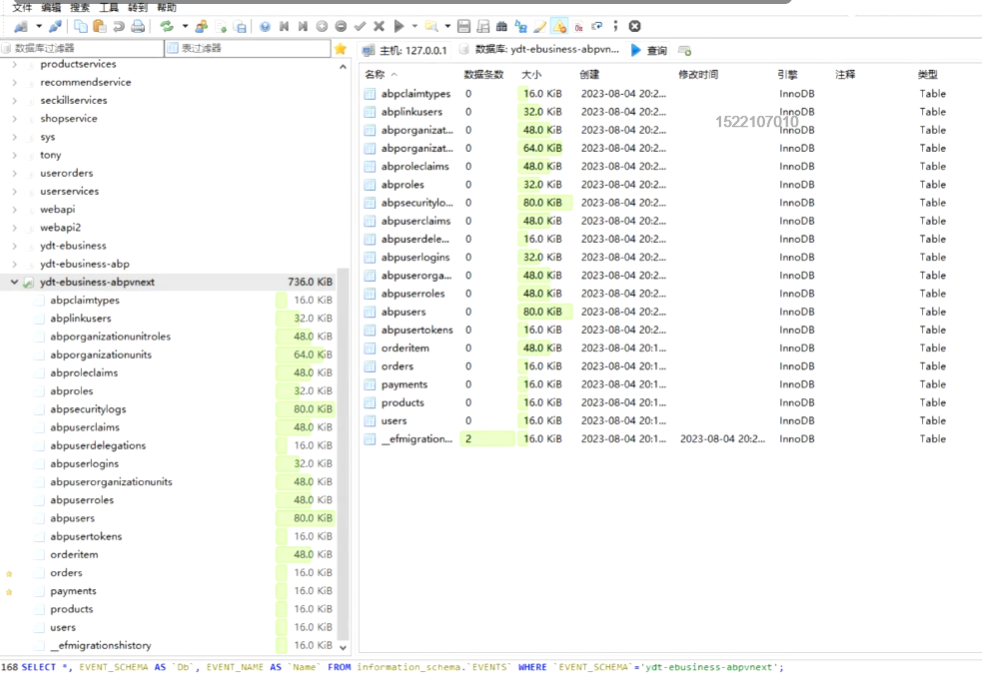 文件 编辑 搜索 工具 转到 帮助
数据库过滤器 表过滤器 主机: 127.0.0.1 数据库: ydt-ebusiness-abpvn... 查询
productservices
recommendservice
seckillservices
shopservice
sys
tony
userorders
userservices
webapi
webapi2
ydt-ebusiness
ydt-ebusiness-abp
ydt-ebusiness-abpvnext 736.0 KiB
abpclaimtypes 16.0 KiB
abplinkusers 32.0 KiB
abporganizationunitroles 48.0 KiB
abporganizationunits 64.0 KiB
abproleclaims 48.0 KiB
abproles 32.0 KiB
abpsecuritylogs 80.0 KiB
abpuserclaims 48.0 KiB
abpuserdelegations 16.0 KiB
abpuserlogins 32.0 KiB
abpuserorganizationunits 48.0 KiB
abpuserroles 48.0 KiB
abpusers 80.0 KiB
abpusertokens 16.0 KiB
orderitem 48.0 KiB
orders 16.0 KiB
payments 16.0 KiB
products 16.0 KiB
users 16.0 KiB
__efmigrationshistory 16.0 KiB
名称 数据条数 大小 创建 修改时间 引擎 注释 类型
abpclaimtypes 0 16.0 KiB 2023-08-04 20:2... InnoDB Table
abplinkusers 0 32.0 KiB 2023-08-04 20:2... InnoDB Table
1522107010
abporganizat... 0 48.0 KiB 2023-08-04 20:2... InnoDB Table
abporganizat... 0 64.0 KiB 2023-08-04 20:2... InnoDB Table
abproleclaims 0 48.0 KiB 2023-08-04 20:2... InnoDB Table
abproles 0 32.0 KiB 2023-08-04 20:2... InnoDB Table
abpsecuritylo... 0 80.0 KiB 2023-08-04 20:2... InnoDB Table
abpuserclaims 0 48.0 KiB 2023-08-04 20:2... InnoDB Table
abpuserdele... 0 16.0 KiB 2023-08-04 20:2... InnoDB Table
abpuserlogins 0 32.0 KiB 2023-08-04 20:2... InnoDB Table
abpuserorga... 0 48.0 KiB 2023-08-04 20:2... InnoDB Table
abpuserroles 0 48.0 KiB 2023-08-04 20:2... InnoDB Table
abpusers 0 80.0 KiB 2023-08-04 20:2... InnoDB Table
abpusertokens 0 16.0 KiB 2023-08-04 20:2... InnoDB Table
orderitem 0 48.0 KiB 2023-08-04 20:1... InnoDB Table
orders 0 16.0 KiB 2023-08-04 20:1... InnoDB Table
payments 0 16.0 KiB 2023-08-04 20:1... InnoDB Table
products 0 16.0 KiB 2023-08-04 20:1... InnoDB Table
users 0 16.0 KiB 2023-08-04 20:1... InnoDB Table
__efmigration... 2 16.0 KiB 2023-08-04 20:1... 2023-08-04 20:2... InnoDB Table
168 SELECT *, EVENT_SCHEMA AS `Db`, EVENT_NAME AS `Name` FROM information_schema.`EVENTS` WHERE `EVENT_SCHEMA`='ydt-ebusiness-abpvnext';